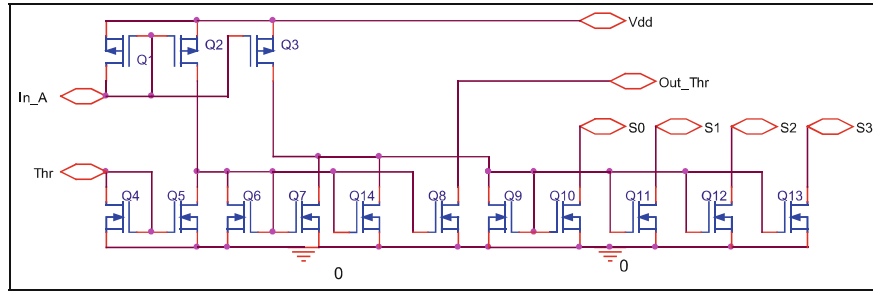 Vdd
Q1
Q2
Q3
In_A
Out_Thr
S0
S1
S2
S3
Thr
Q4
Q5
Q6
Q7
Q14
Q8
Q9
Q10
Q11
Q12
Q13
0
0